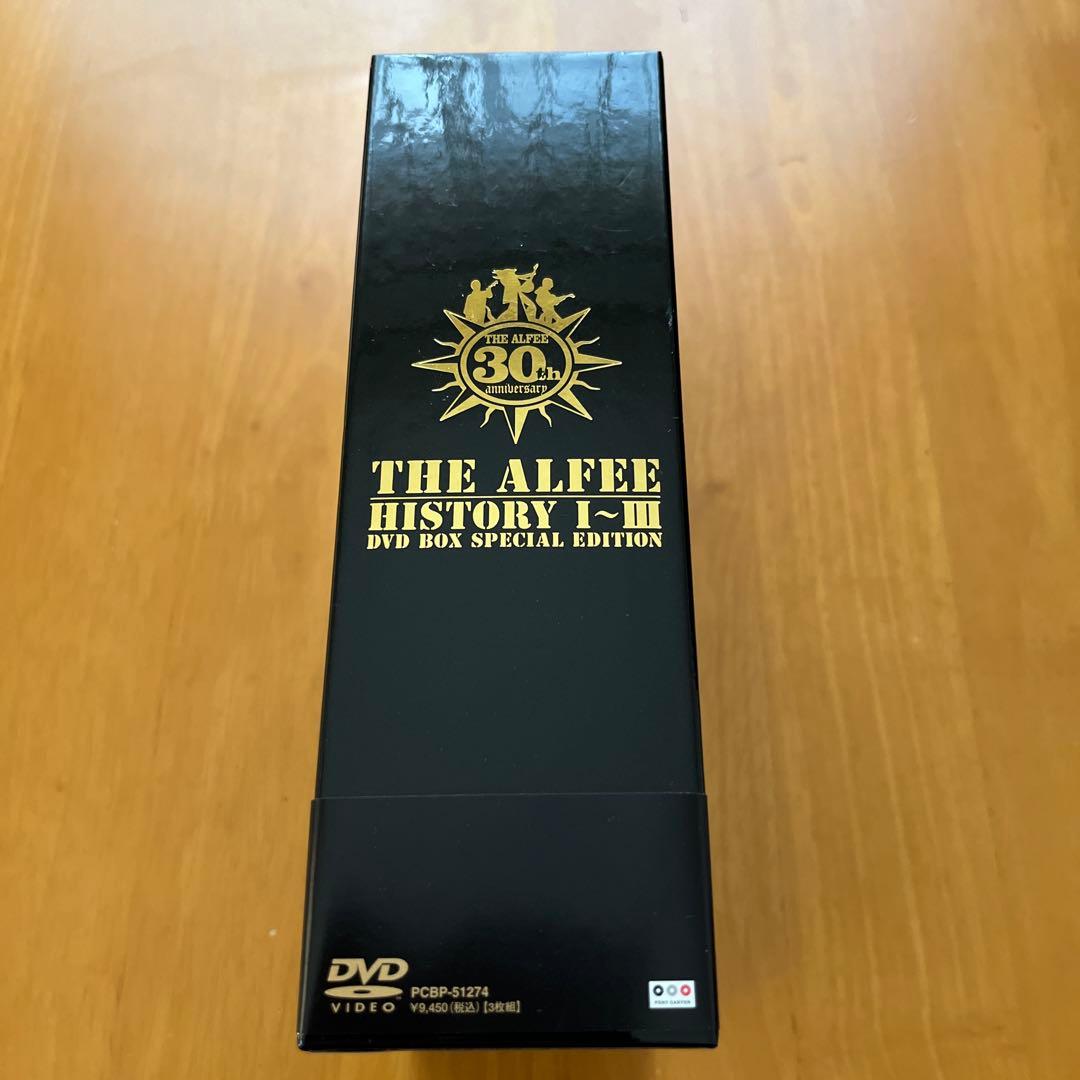 THE ALFEE
30th
anniversary
THE ALFEE
HISTORY I~III
DVD BOX SPECIAL EDITION
DVD
VIDEO
PCBP-51274
¥9,450(税込)【3枚組】
PONY CANYON